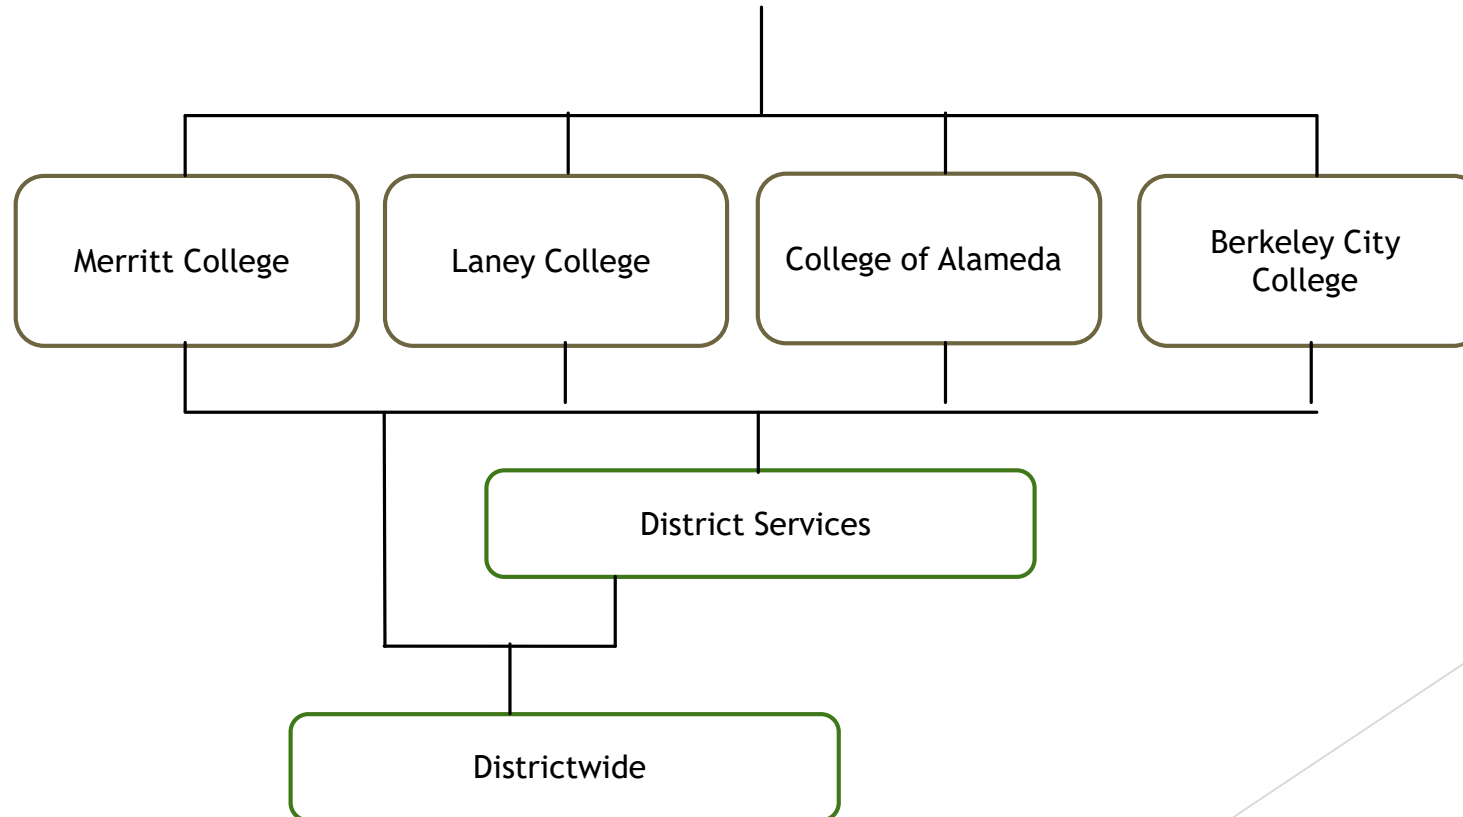 Merritt College
Laney College
College of Alameda
Berkeley City
College
District Services
Districtwide